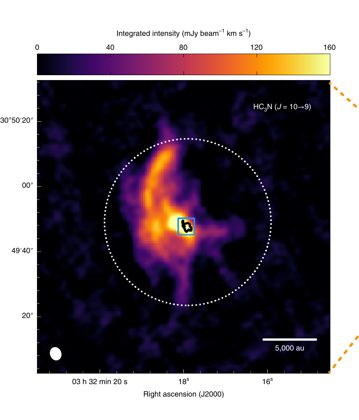 Integrated intensity (mJy beam⁻¹ km s⁻¹)
0 40 80 120 160
HC₃N (J = 10→9)
30°50′20″
00″
49′40″
20″
5,000 au
03 h 32 min 20 s 18ˢ 16ˢ
Right ascension (J2000)